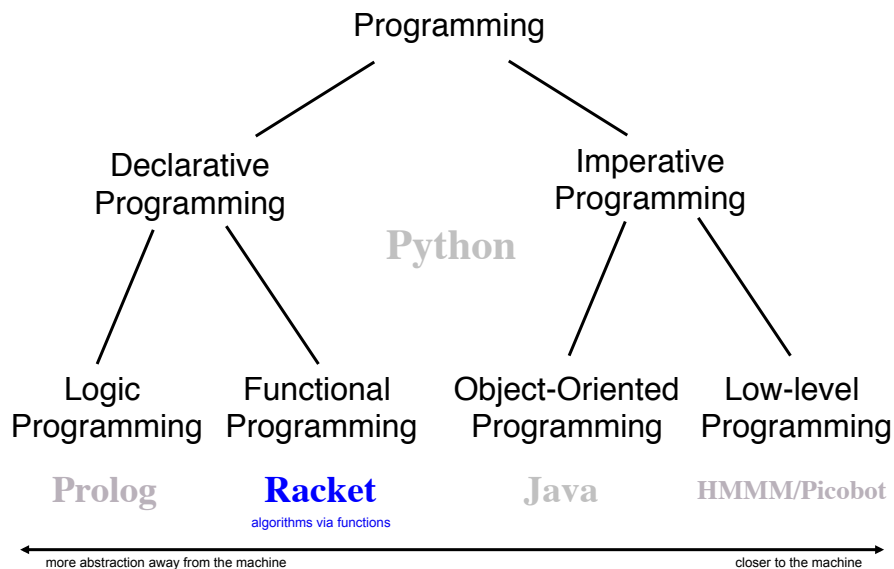 Programming
Declarative
Programming
Imperative
Programming
Python
Logic
Programming
Functional
Programming
Object-Oriented
Programming
Low-level
Programming
Prolog
Racket
algorithms via functions
Java
HMMM/Picobot
more abstraction away from the machine
closer to the machine